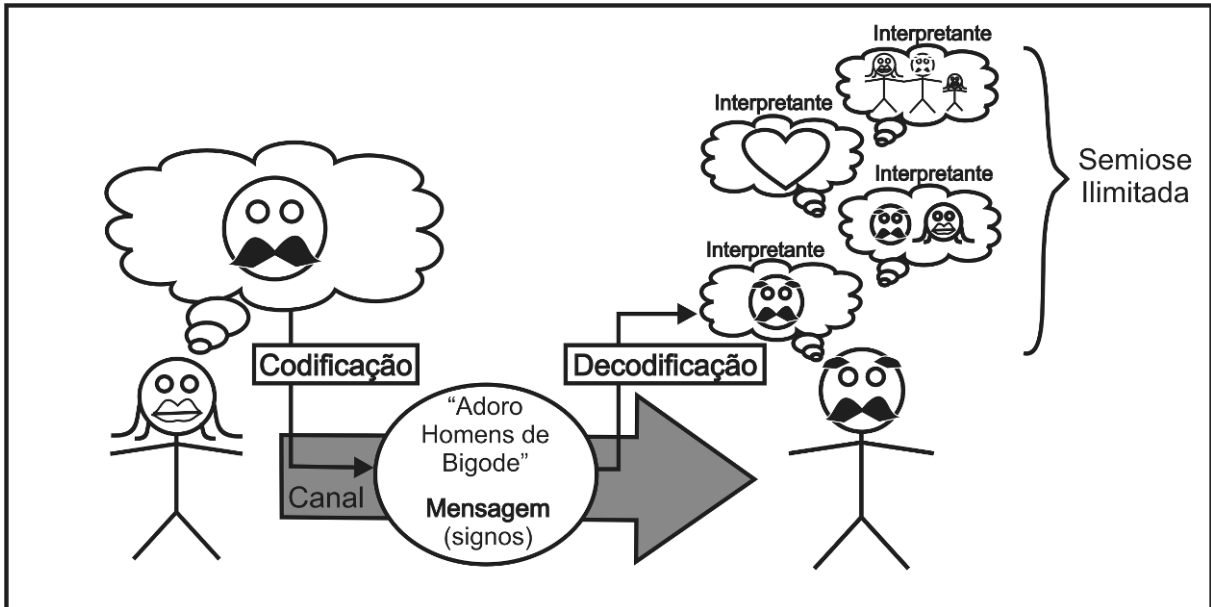 Interpretante
Interpretante
Interpretante
Interpretante
Semiose
Ilimitada
Codificação
Decodificação
"Adoro
Homens de
Bigode"
Canal
Mensagem
(signos)